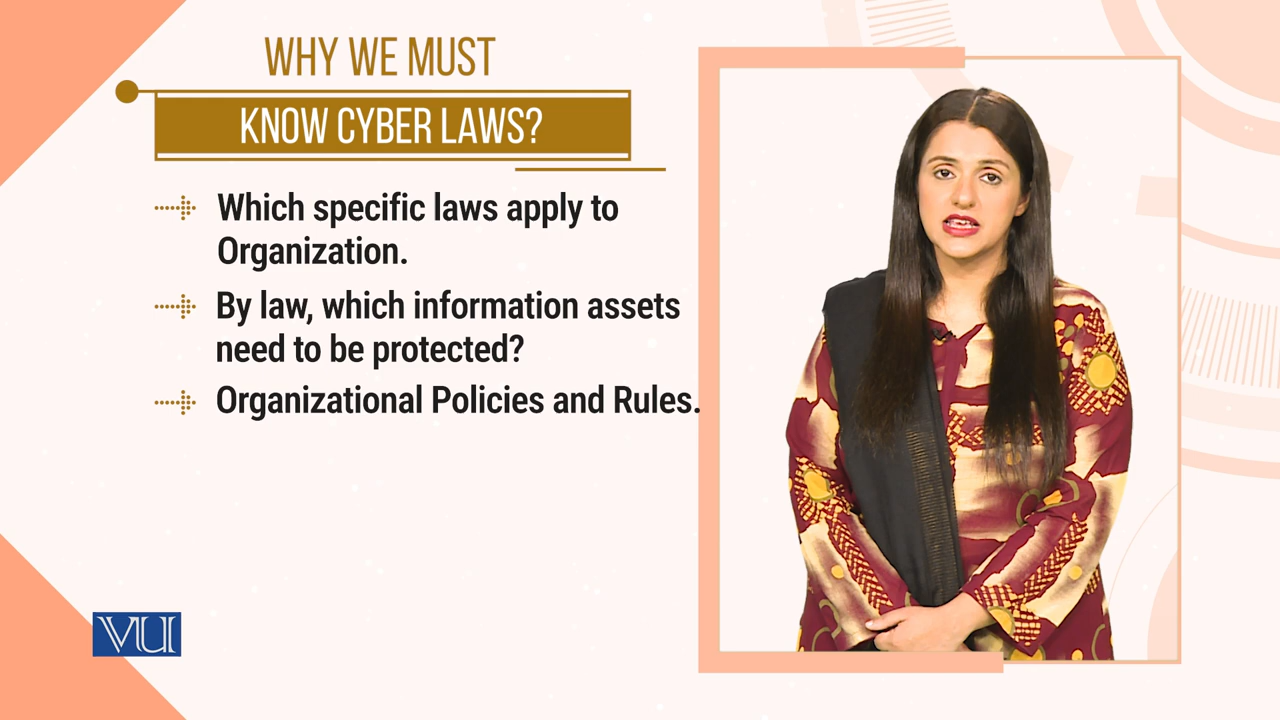 WHY WE MUST
KNOW CYBER LAWS?
Which specific laws apply to
Organization.
By law, which information assets
need to be protected?
Organizational Policies and Rules.
VU